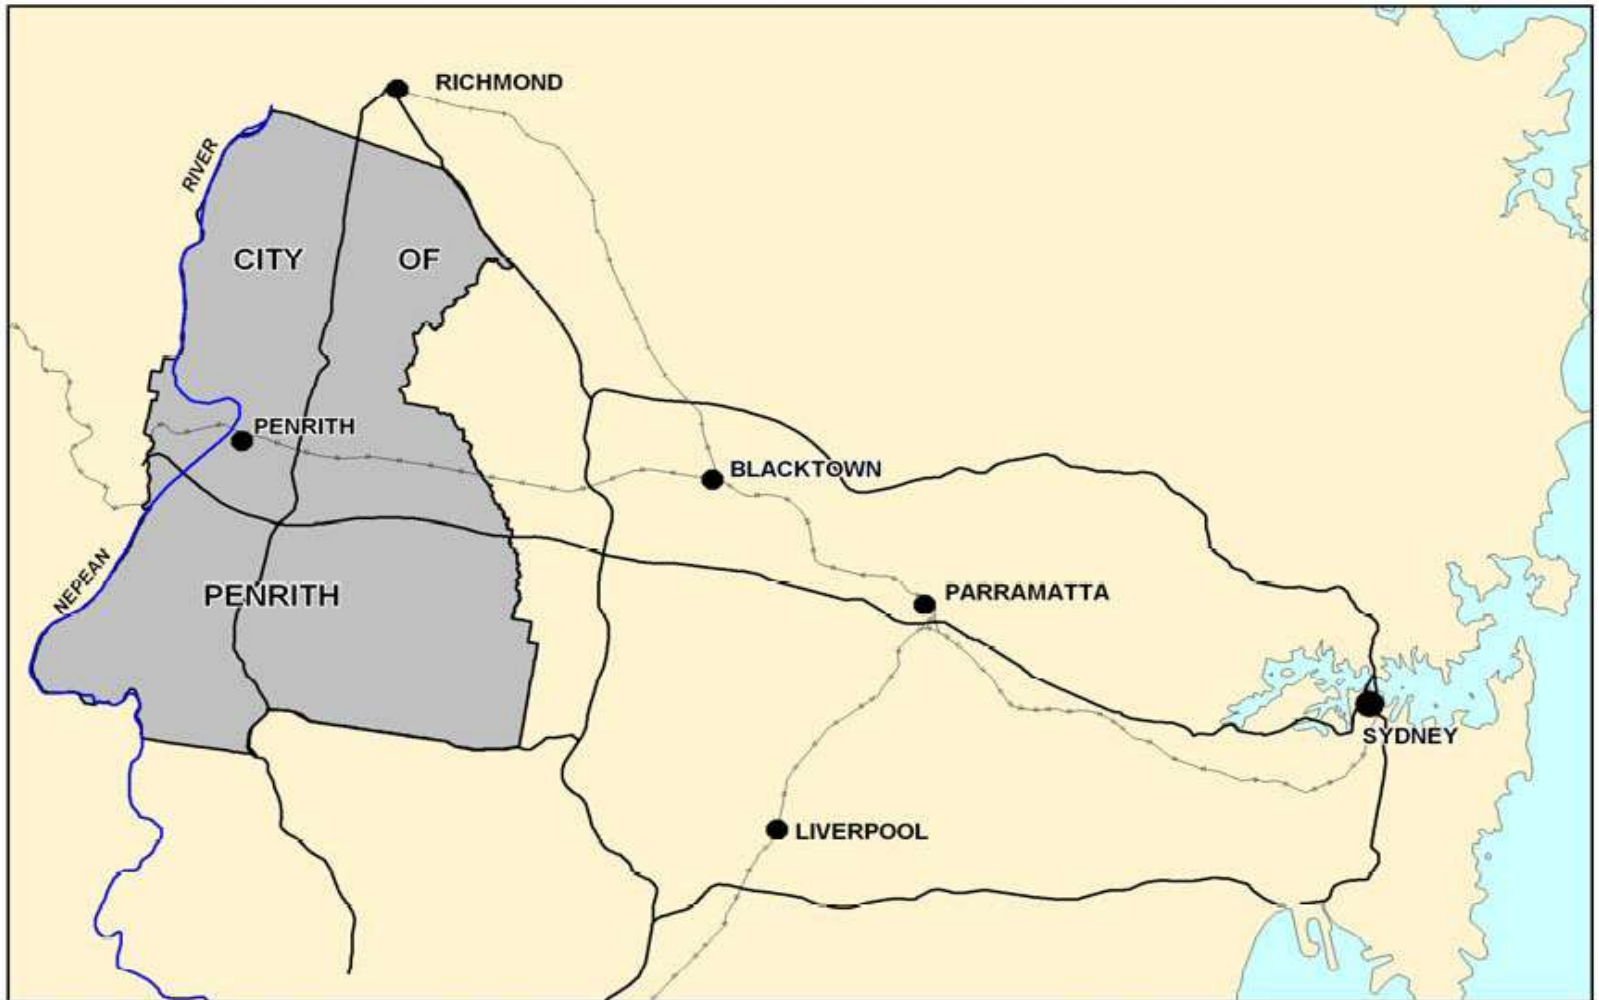 RICHMOND
RIVER
CITY OF
PENRITH
BLACKTOWN
NEPEAN
PENRITH
PARRAMATTA
SYDNEY
LIVERPOOL